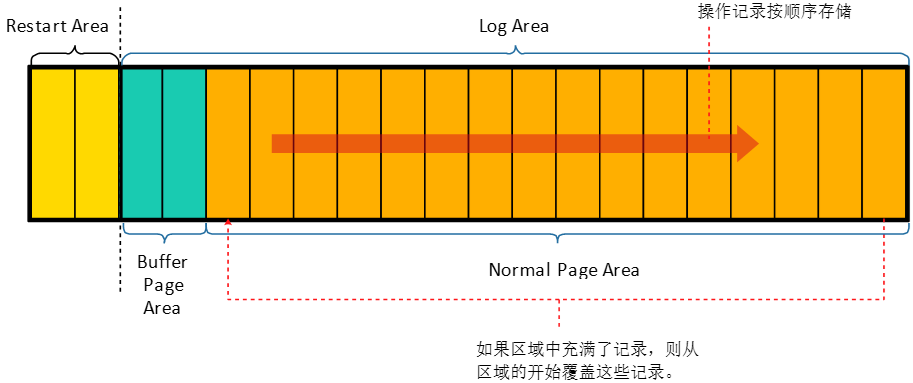 操作记录按顺序存储
Restart Area
Log Area
Buffer
Page
Area
Normal Page Area
如果区域中充满了记录，则从
区域的开始覆盖这些记录。